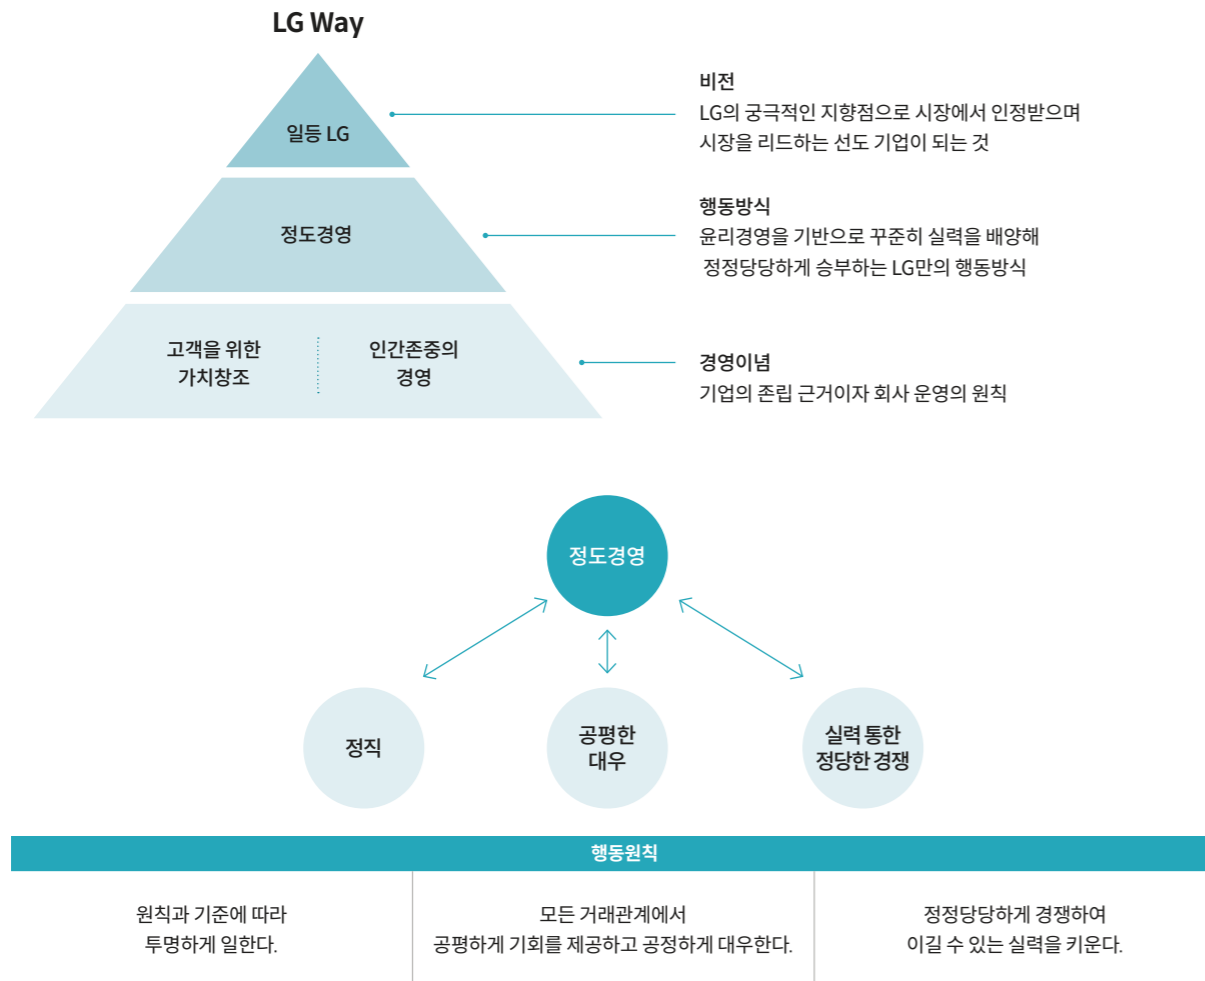 LG Way
일등 LG
비전
LG의 궁극적인 지향점으로 시장에서 인정받으며
시장을 리드하는 선도 기업이 되는 것
정도경영
행동방식
윤리경영을 기반으로 꾸준히 실력을 배양해
정정당당하게 승부하는 LG만의 행동방식
고객을 위한
가치창조
인간존중의
경영
경영이념
기업의 존립 근거이자 회사 운영의 원칙
정도경영
정직
공평한
대우
실력 통한
정당한 경쟁
행동원칙
원칙과 기준에 따라
투명하게 일한다.
모든 거래관계에서
공평하게 기회를 제공하고 공정하게 대우한다.
정정당당하게 경쟁하여
이길 수 있는 실력을 키운다.